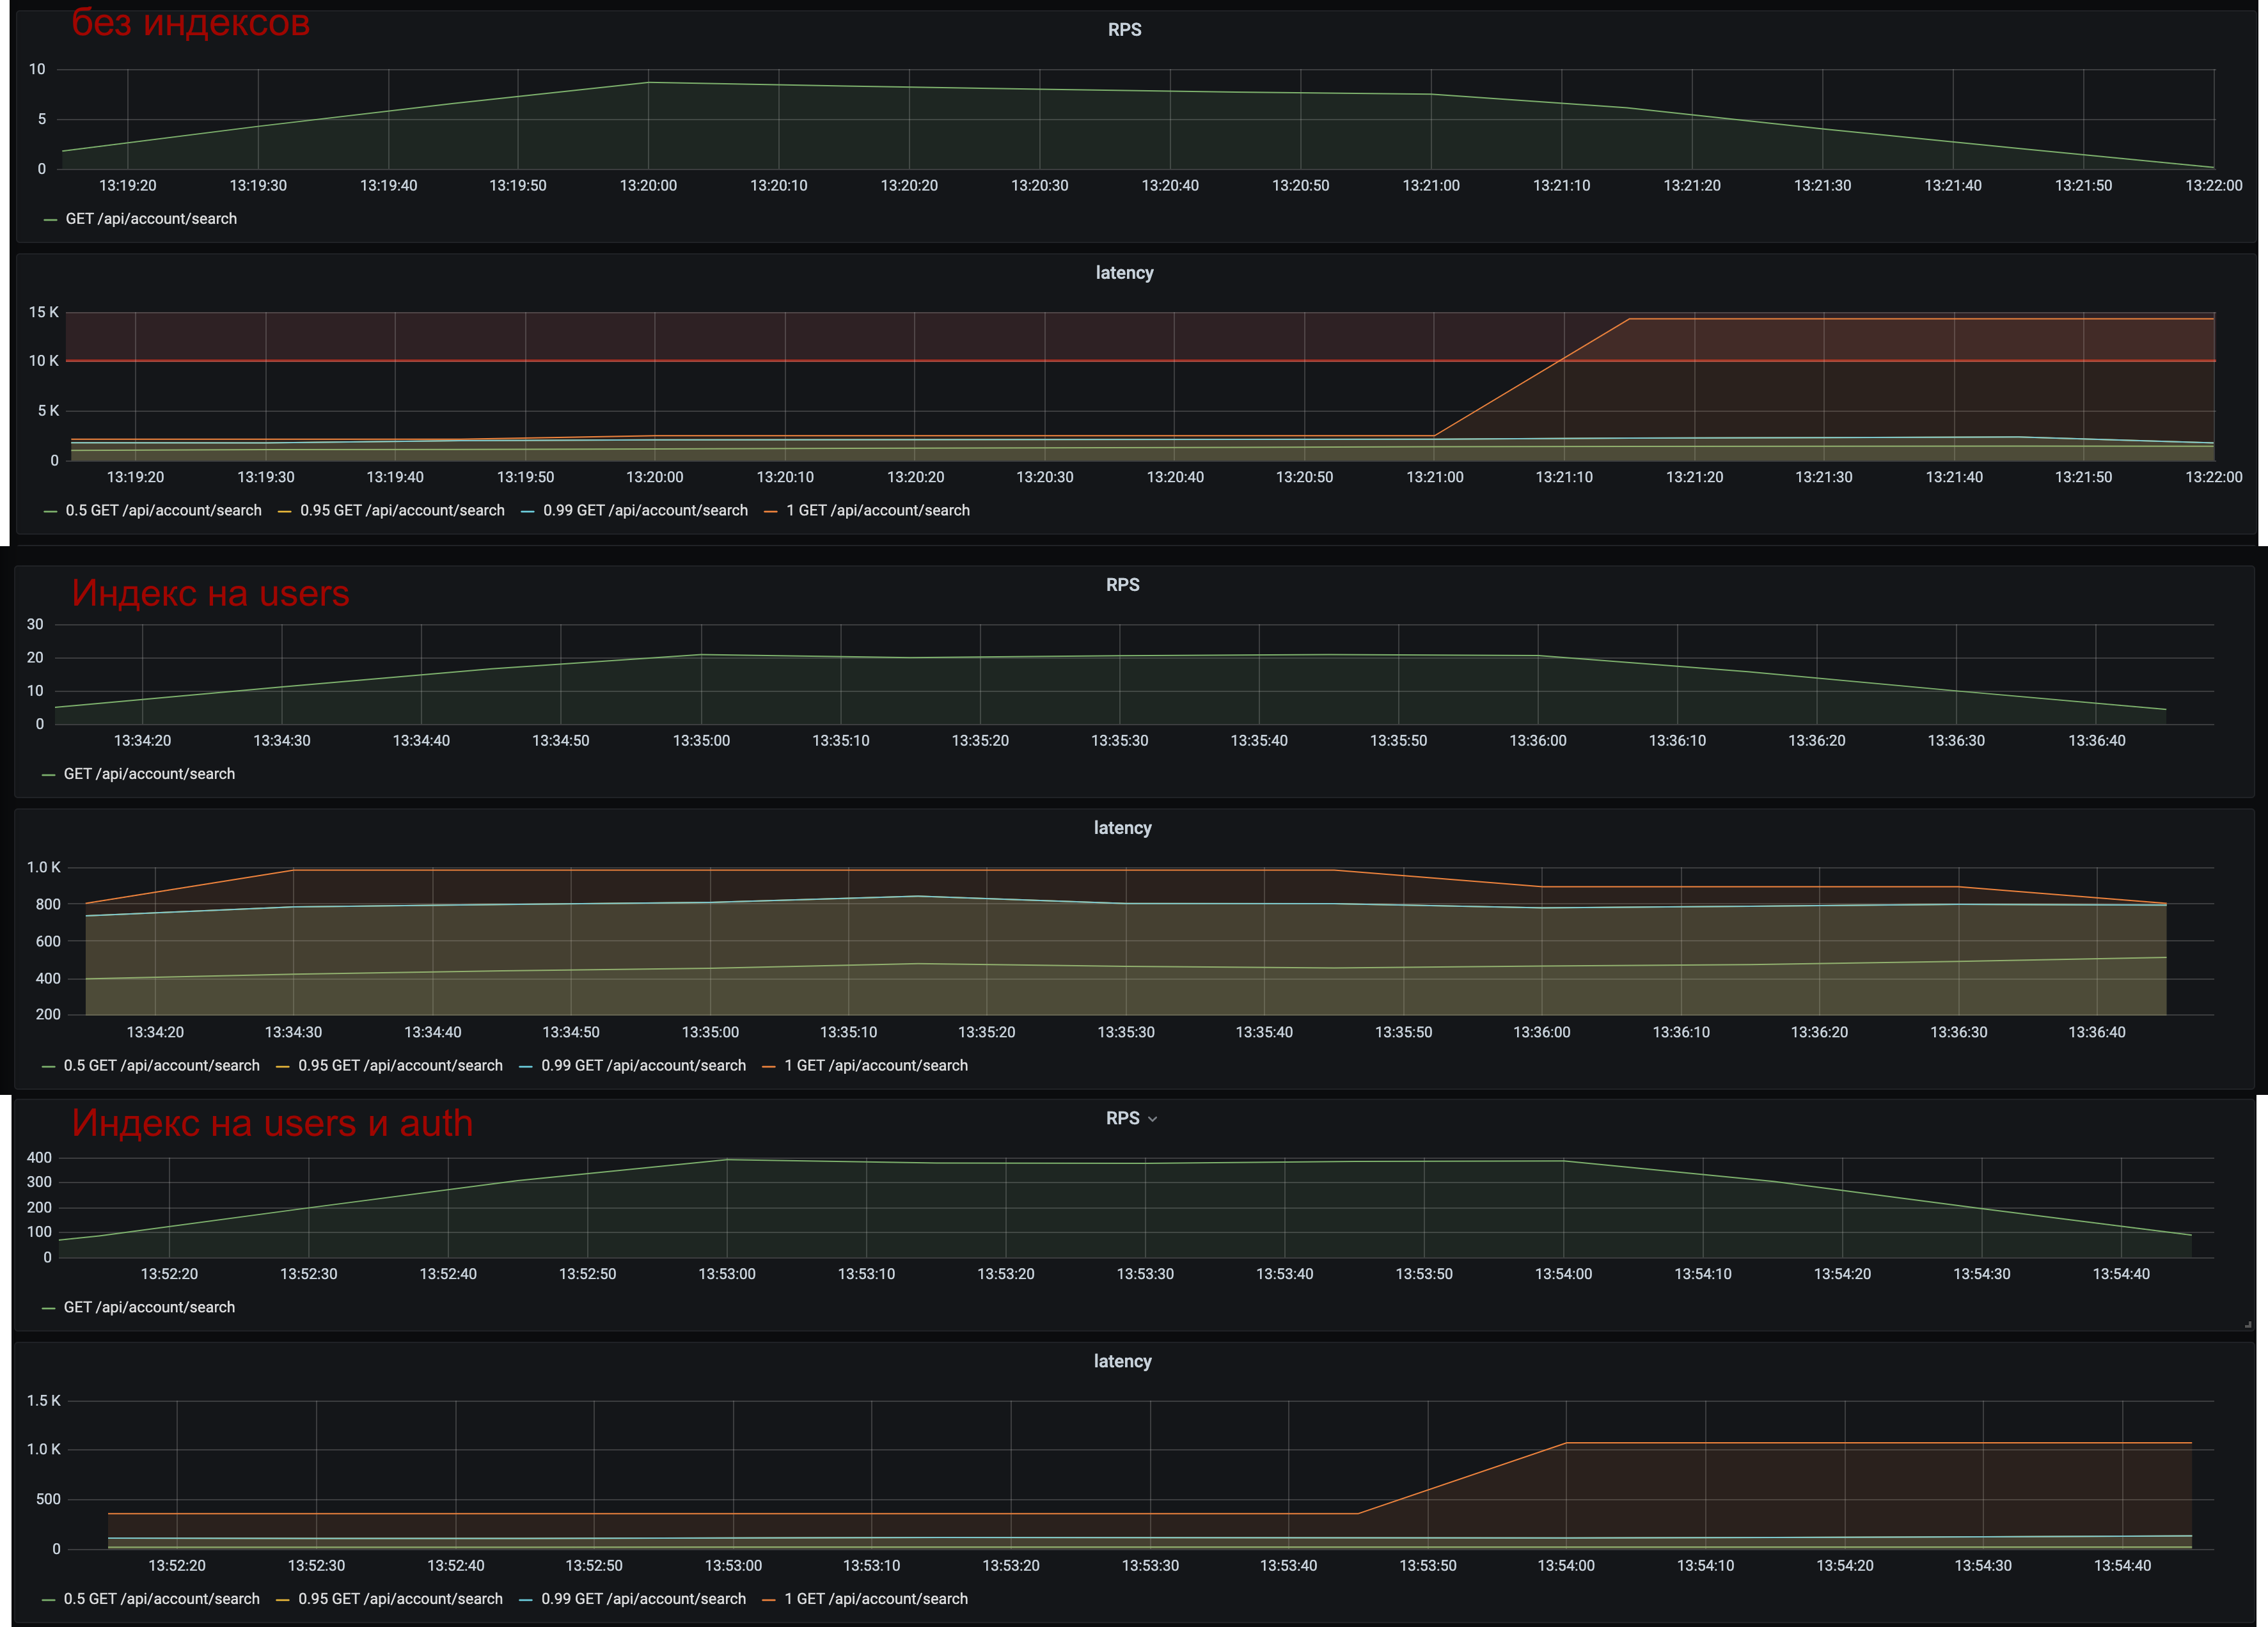 без индексов
RPS
10
5
0
13:19:20 13:19:30 13:19:40 13:19:50 13:20:00 13:20:10 13:20:20 13:20:30 13:20:40 13:20:50 13:21:00 13:21:10 13:21:20 13:21:30 13:21:40 13:21:50 13:22:00
GET /api/account/search
latency
15 K
10 K
5 K
0
13:19:20 13:19:30 13:19:40 13:19:50 13:20:00 13:20:10 13:20:20 13:20:30 13:20:40 13:20:50 13:21:00 13:21:10 13:21:20 13:21:30 13:21:40 13:21:50 13:22:00
0.5 GET /api/account/search 0.95 GET /api/account/search 0.99 GET /api/account/search 1 GET /api/account/search
Индекс на users
RPS
30
20
10
0
13:34:20 13:34:30 13:34:40 13:34:50 13:35:00 13:35:10 13:35:20 13:35:30 13:35:40 13:35:50 13:36:00 13:36:10 13:36:20 13:36:30 13:36:40
GET /api/account/search
latency
1.0 K
800
600
400
200
13:34:20 13:34:30 13:34:40 13:34:50 13:35:00 13:35:10 13:35:20 13:35:30 13:35:40 13:35:50 13:36:00 13:36:10 13:36:20 13:36:30 13:36:40
0.5 GET /api/account/search 0.95 GET /api/account/search 0.99 GET /api/account/search 1 GET /api/account/search
Индекс на users и auth
RPS
400
300
200
100
0
13:52:20 13:52:30 13:52:40 13:52:50 13:53:00 13:53:10 13:53:20 13:53:30 13:53:40 13:53:50 13:54:00 13:54:10 13:54:20 13:54:30 13:54:40
GET /api/account/search
latency
1.5 K
1.0 K
500
0
13:52:20 13:52:30 13:52:40 13:52:50 13:53:00 13:53:10 13:53:20 13:53:30 13:53:40 13:53:50 13:54:00 13:54:10 13:54:20 13:54:30 13:54:40
0.5 GET /api/account/search 0.95 GET /api/account/search 0.99 GET /api/account/search 1 GET /api/account/search